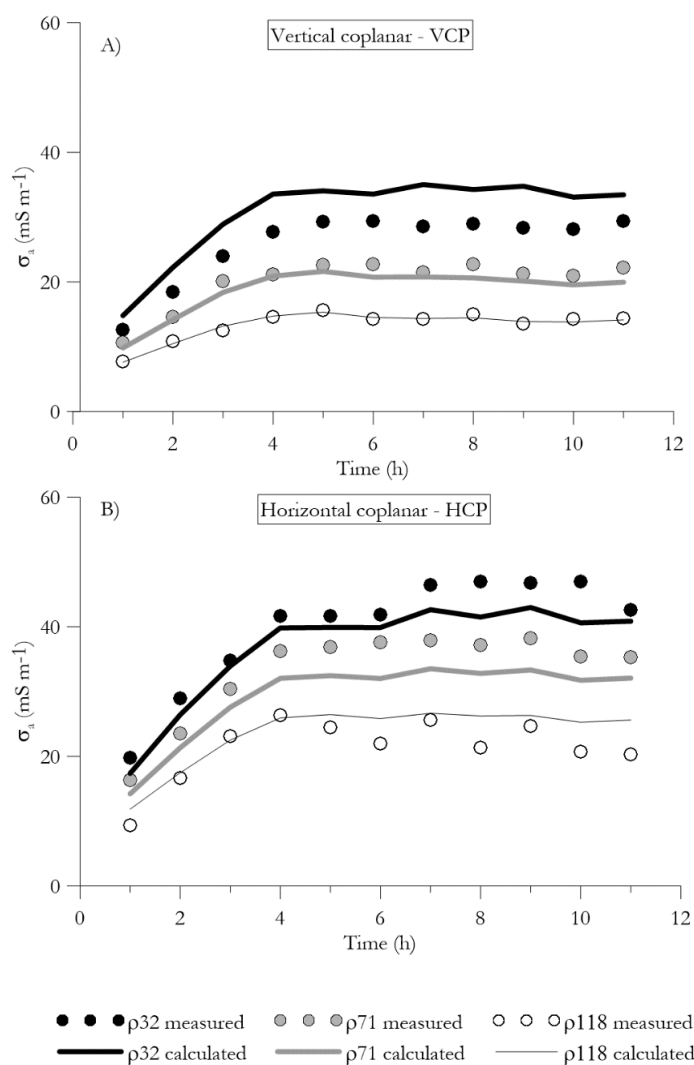 60
A)
Vertical coplanar - VCP
40
σa (mS m-1)
20
0
0 2 4 6 8 10 12
Time (h)
60
B)
Horizontal coplanar - HCP
40
σa (mS m-1)
20
0
0 2 4 6 8 10 12
Time (h)
ρ32 measured ρ71 measured ρ118 measured
ρ32 calculated ρ71 calculated ρ118 calculated